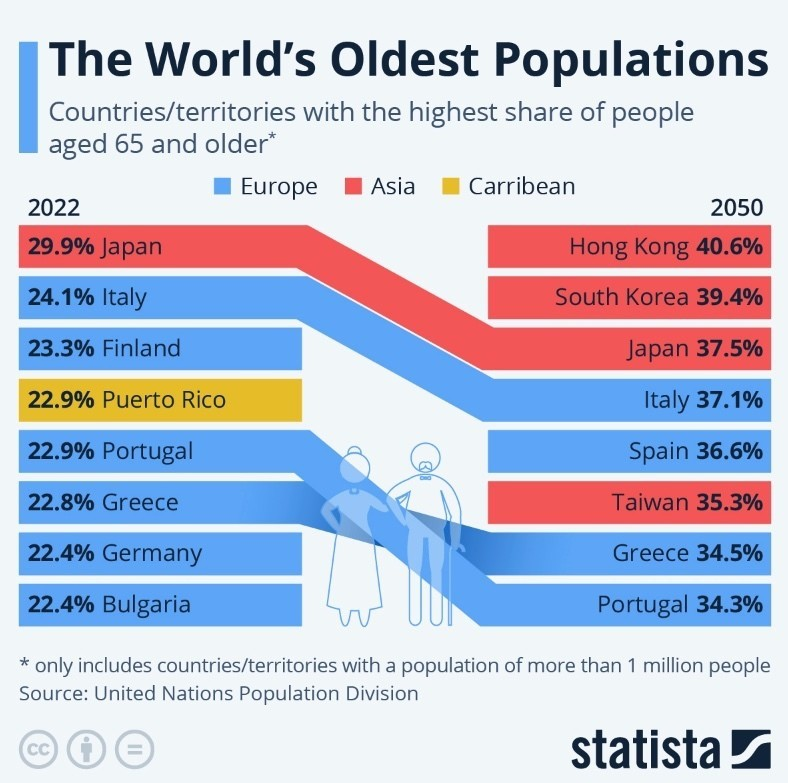 The World's Oldest Populations
Countries/territories with the highest share of people
aged 65 and older*
Europe Asia Carribean
2022 2050
29.9% Japan Hong Kong 40.6%
24.1% Italy South Korea 39.4%
23.3% Finland Japan 37.5%
22.9% Puerto Rico Italy 37.1%
22.9% Portugal Spain 36.6%
22.8% Greece Taiwan 35.3%
22.4% Germany Greece 34.5%
22.4% Bulgaria Portugal 34.3%
* only includes countries/territories with a population of more than 1 million people
Source: United Nations Population Division
cc
statista